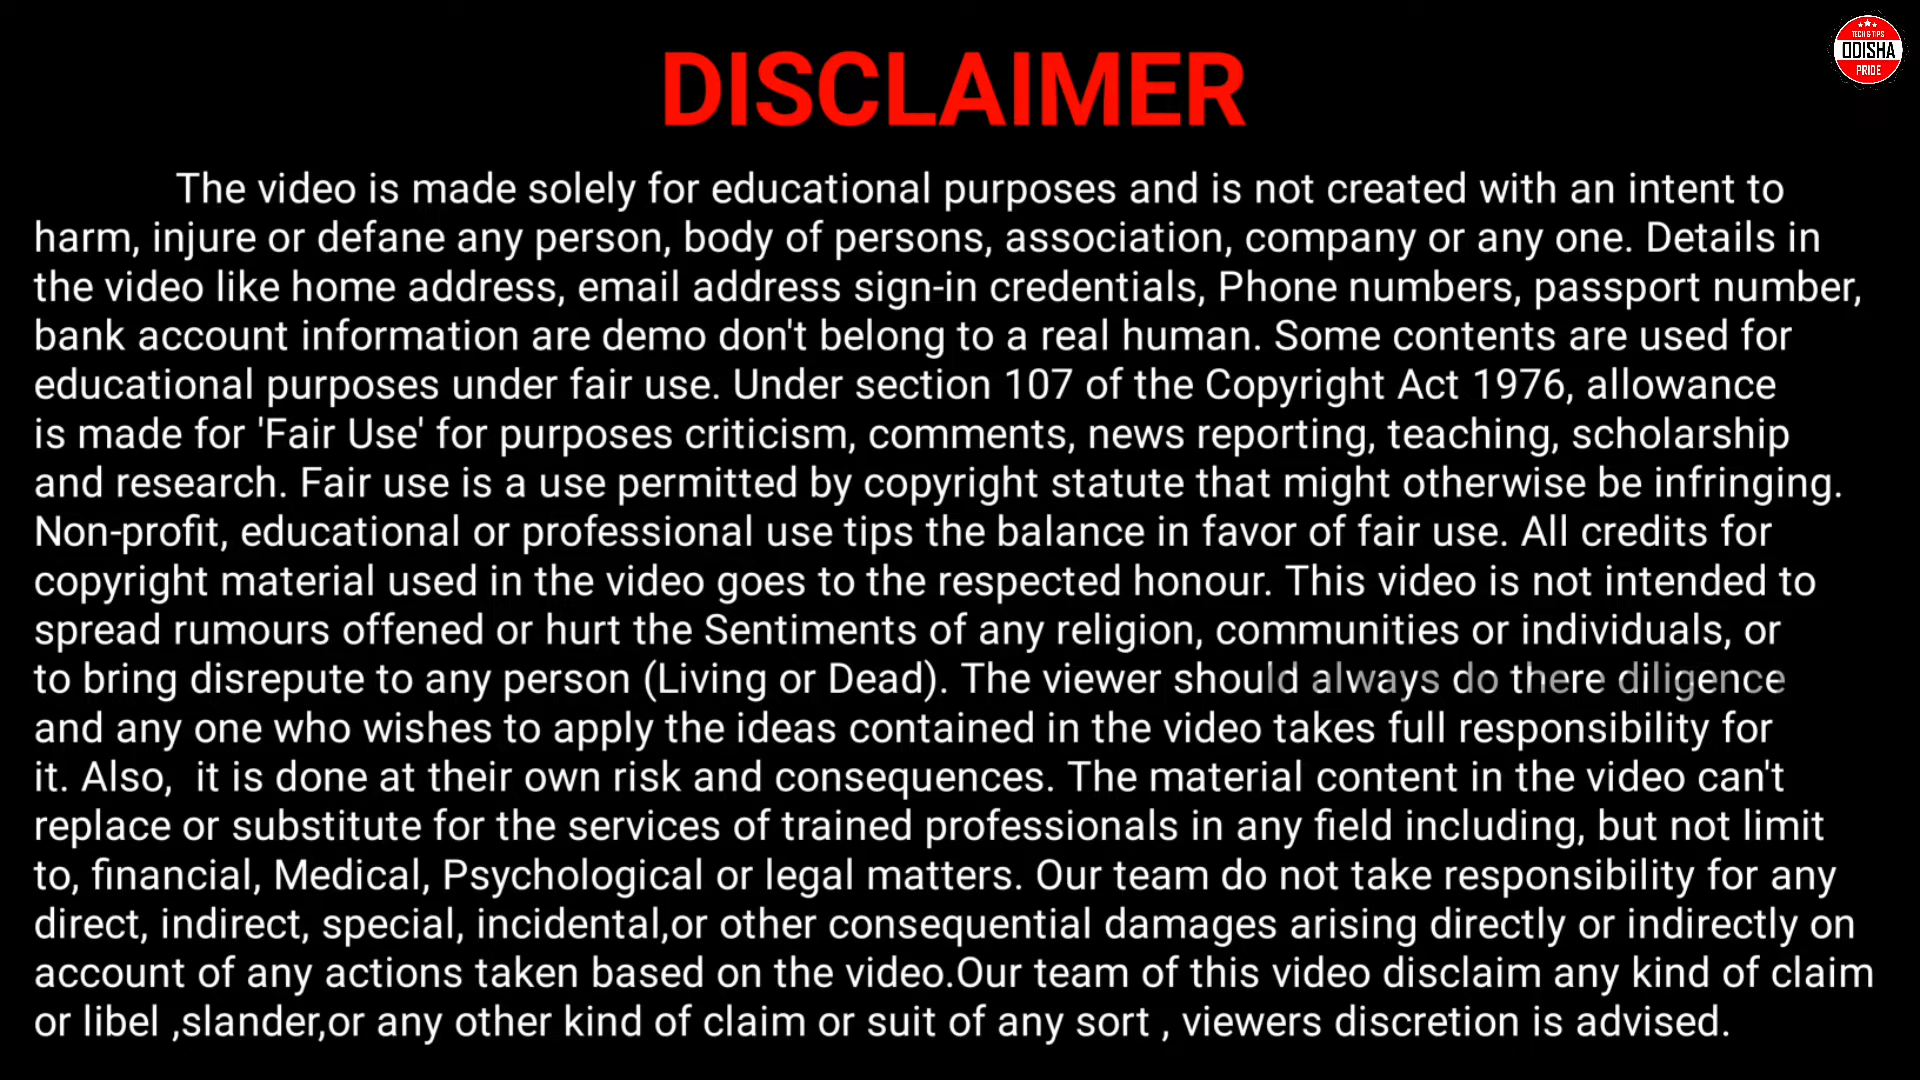 TECH & TIPS
ODISHA
PRIDE
DISCLAIMER
The video is made solely for educational purposes and is not created with an intent to
harm, injure or defane any person, body of persons, association, company or any one. Details in
the video like home address, email address sign-in credentials, Phone numbers, passport number,
bank account information are demo don't belong to a real human. Some contents are used for
educational purposes under fair use. Under section 107 of the Copyright Act 1976, allowance
is made for 'Fair Use' for purposes criticism, comments, news reporting, teaching, scholarship
and research. Fair use is a use permitted by copyright statute that might otherwise be infringing.
Non-profit, educational or professional use tips the balance in favor of fair use. All credits for
copyright material used in the video goes to the respected honour. This video is not intended to
spread rumours offened or hurt the Sentiments of any religion, communities or individuals, or
to bring disrepute to any person (Living or Dead). The viewer should always do there diligence
and any one who wishes to apply the ideas contained in the video takes full responsibility for
it. Also,  it is done at their own risk and consequences. The material content in the video can't
replace or substitute for the services of trained professionals in any field including, but not limit
to, financial, Medical, Psychological or legal matters. Our team do not take responsibility for any
direct, indirect, special, incidental,or other consequential damages arising directly or indirectly on
account of any actions taken based on the video.Our team of this video disclaim any kind of claim
or libel ,slander,or any other kind of claim or suit of any sort , viewers discretion is advised.